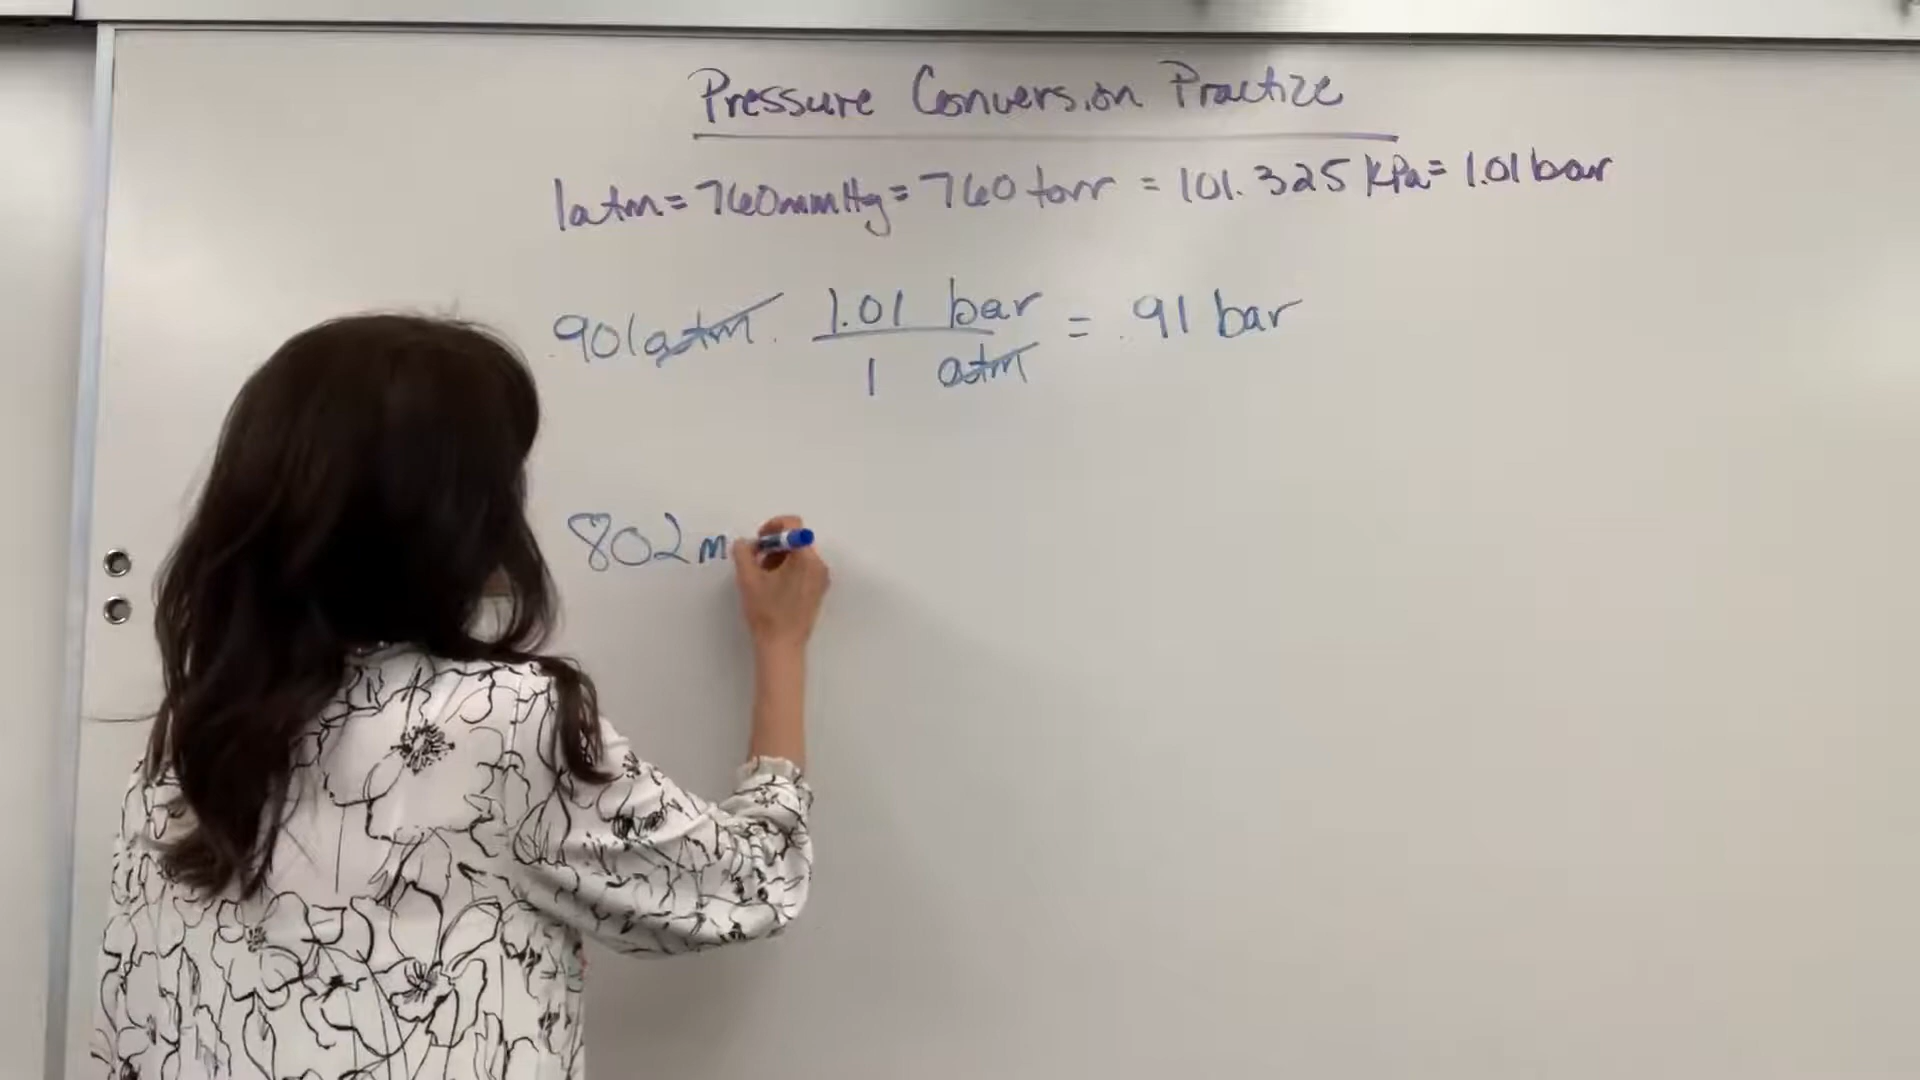 Pressure Conversion Practize
1atm = 760mmHg = 760 torr = 101.325 kPa = 1.01 bar
.901atm · 1.01 bar / 1 atm = .91 bar
802m